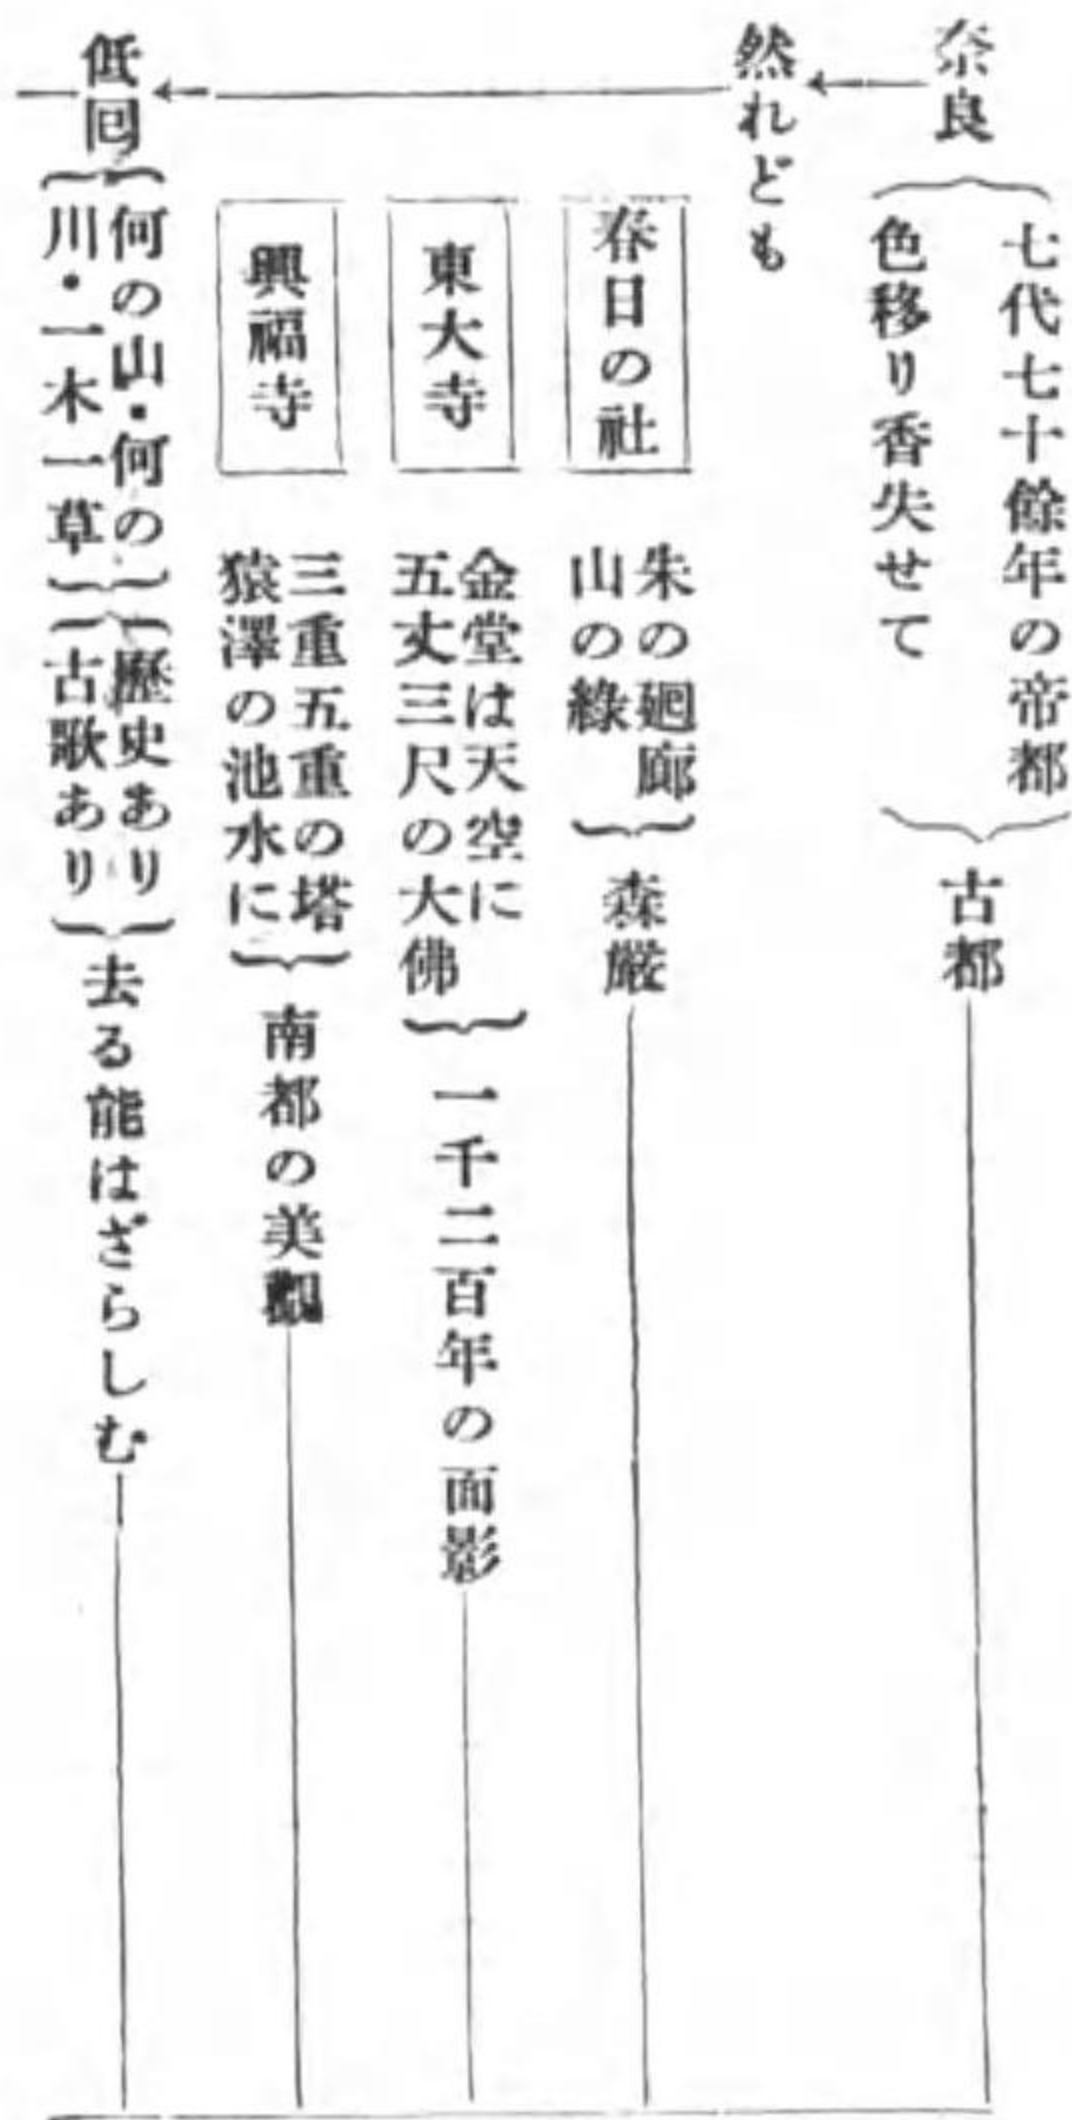 奈良
七代七十餘年の帝都
色移り香失せて
古都
然れども
春日の社
朱の廻廊
山の綠
森嚴
東大寺
金堂は天空に
五丈三尺の大佛
一千二百年の面影
興福寺
三重五重の塔
猿澤の池水に
南都の美觀
低囘
何の山・何の
川・一木一草
歷史あり
古歌あり
去る能はざらしむ